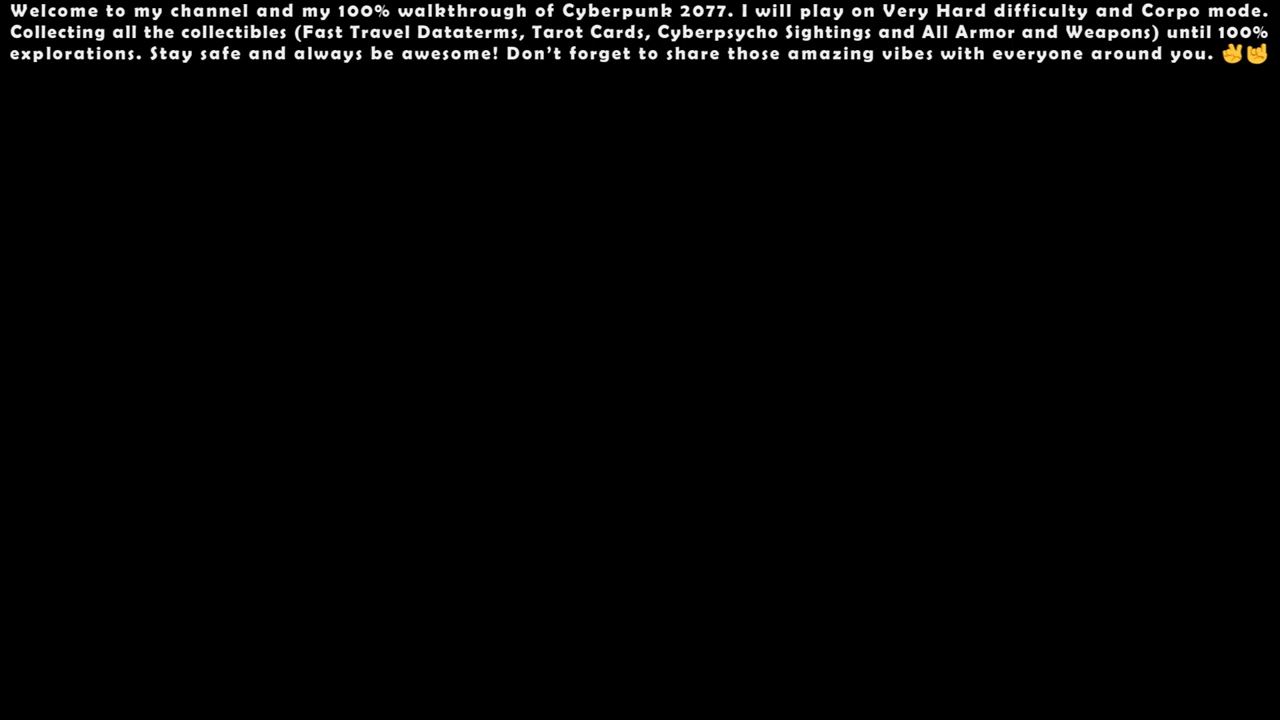 Welcome to my channel and my 100% walkthrough of Cyberpunk 2077. I will play on Very Hard difficulty and Corpo mode.
Collecting all the collectibles (Fast Travel Dataterms, Tarot Cards, Cyberpsycho Sightings and All Armor and Weapons) until 100%
explorations. Stay safe and always be awesome! Don’t forget to share those amazing vibes with everyone around you. ✌️🤘